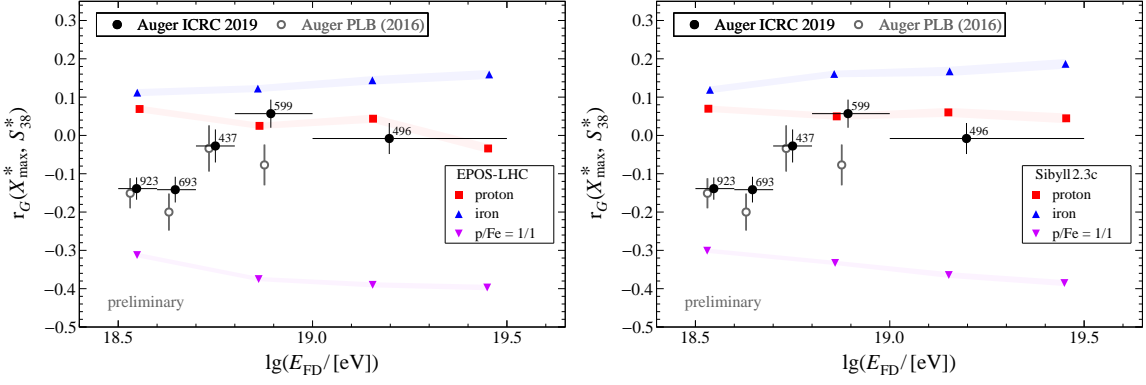 Auger ICRC 2019 Auger PLB (2016)
0.3
0.2
0.1
0.0
−0.1
−0.2
−0.3
−0.4
−0.5
r_G(X*_max, S*_38)
923
693
437
599
496
EPOS-LHC
proton
iron
p/Fe = 1/1
preliminary
18.5 19.0 19.5
lg(E_FD/[eV])
Auger ICRC 2019 Auger PLB (2016)
0.3
0.2
0.1
0.0
−0.1
−0.2
−0.3
−0.4
−0.5
r_G(X*_max, S*_38)
923
693
437
599
496
Sibyll 2.3c
proton
iron
p/Fe = 1/1
preliminary
18.5 19.0 19.5
lg(E_FD/[eV])